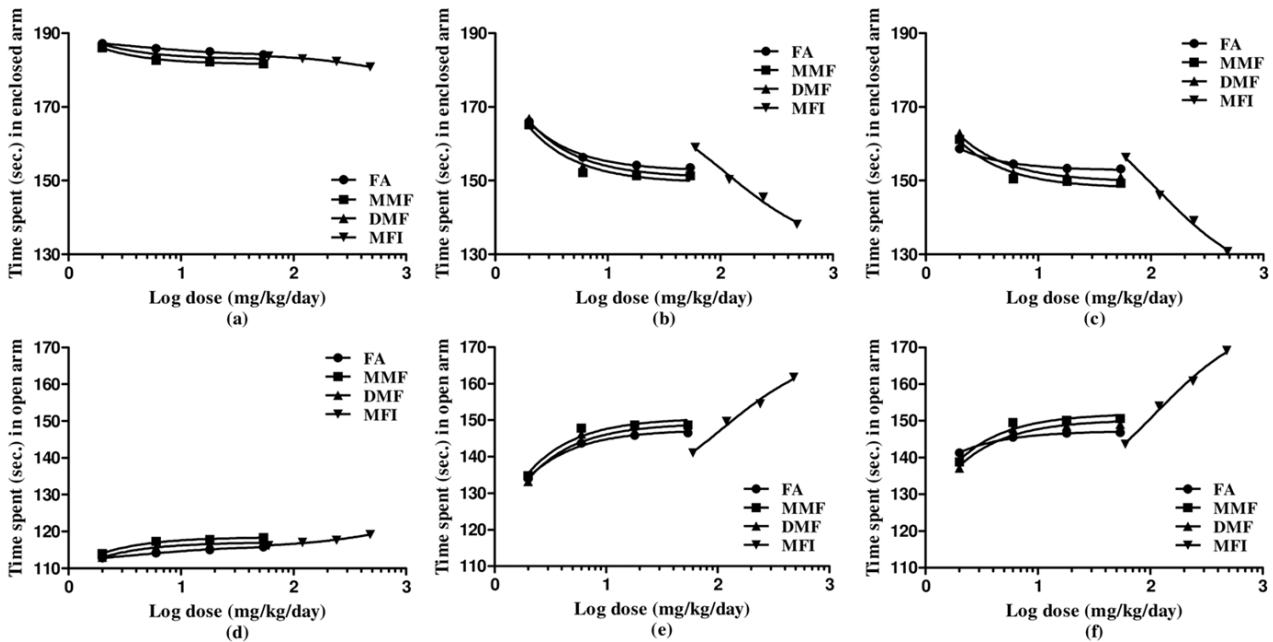 Time spent (sec.) in enclosed arm
190
170
150
130
FA
MMF
DMF
MFI
0 1 2 3
Log dose (mg/kg/day)
(a)
Time spent (sec.) in enclosed arm
190
170
150
130
FA
MMF
DMF
MFI
0 1 2 3
Log dose (mg/kg/day)
(b)
Time spent (sec.) in enclosed arm
190
170
150
130
FA
MMF
DMF
MFI
0 1 2 3
Log dose (mg/kg/day)
(c)
Time spent (sec.) in open arm
170
160
150
140
130
120
110
FA
MMF
DMF
MFI
0 1 2 3
Log dose (mg/kg/day)
(d)
Time spent (sec.) in open arm
170
160
150
140
130
120
110
FA
MMF
DMF
MFI
0 1 2 3
Log dose (mg/kg/day)
(e)
Time spent (sec.) in open arm
170
160
150
140
130
120
110
FA
MMF
DMF
MFI
0 1 2 3
Log dose (mg/kg/day)
(f)